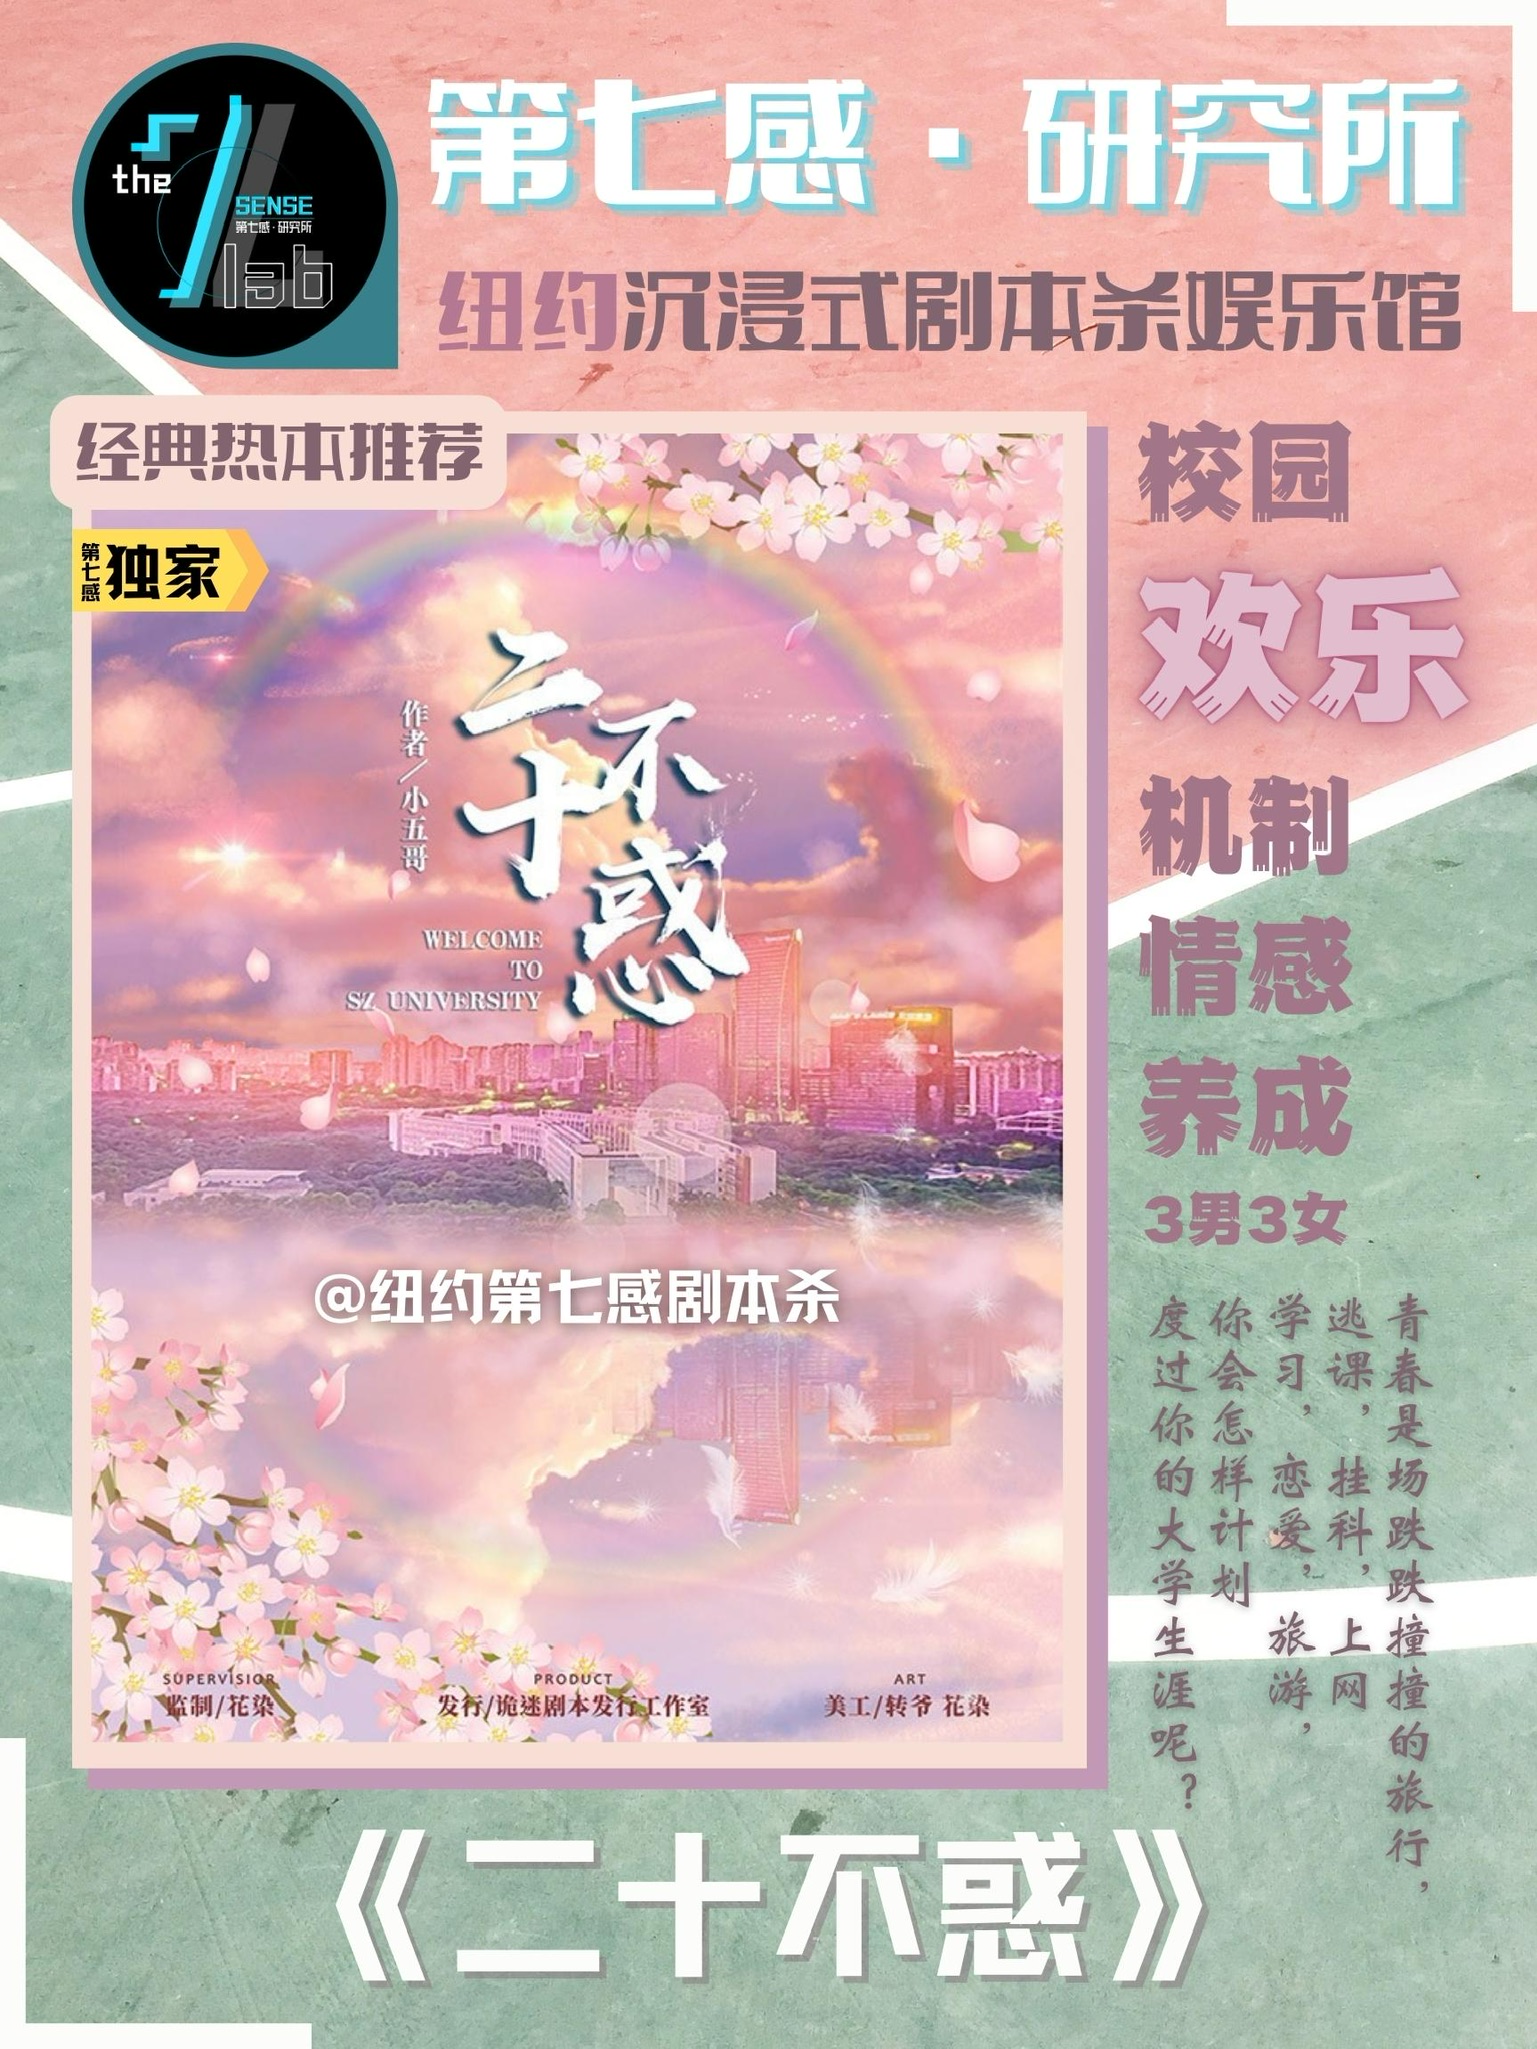 the
SENSE
第七感·研究所
lab
第七感·研究所
纽约沉浸式剧本杀娱乐馆
经典热本推荐
第七感
独家
二十不惑
作者/小五哥
WELCOME
TO
SZ UNIVERSITY
@纽约第七感剧本杀
SUPERVISIOR
监制/花染
PRODUCT
发行/诡迷剧本发行工作室
ART
美工/转爷 花染
校园
欢乐
机制
情感
养成
3男3女
青春是场跌跌撞撞的旅行，
逃课，挂科，上网
学习，恋爱，旅游，
你会怎样计划
度过你的大学生涯呢？
《二十不惑》